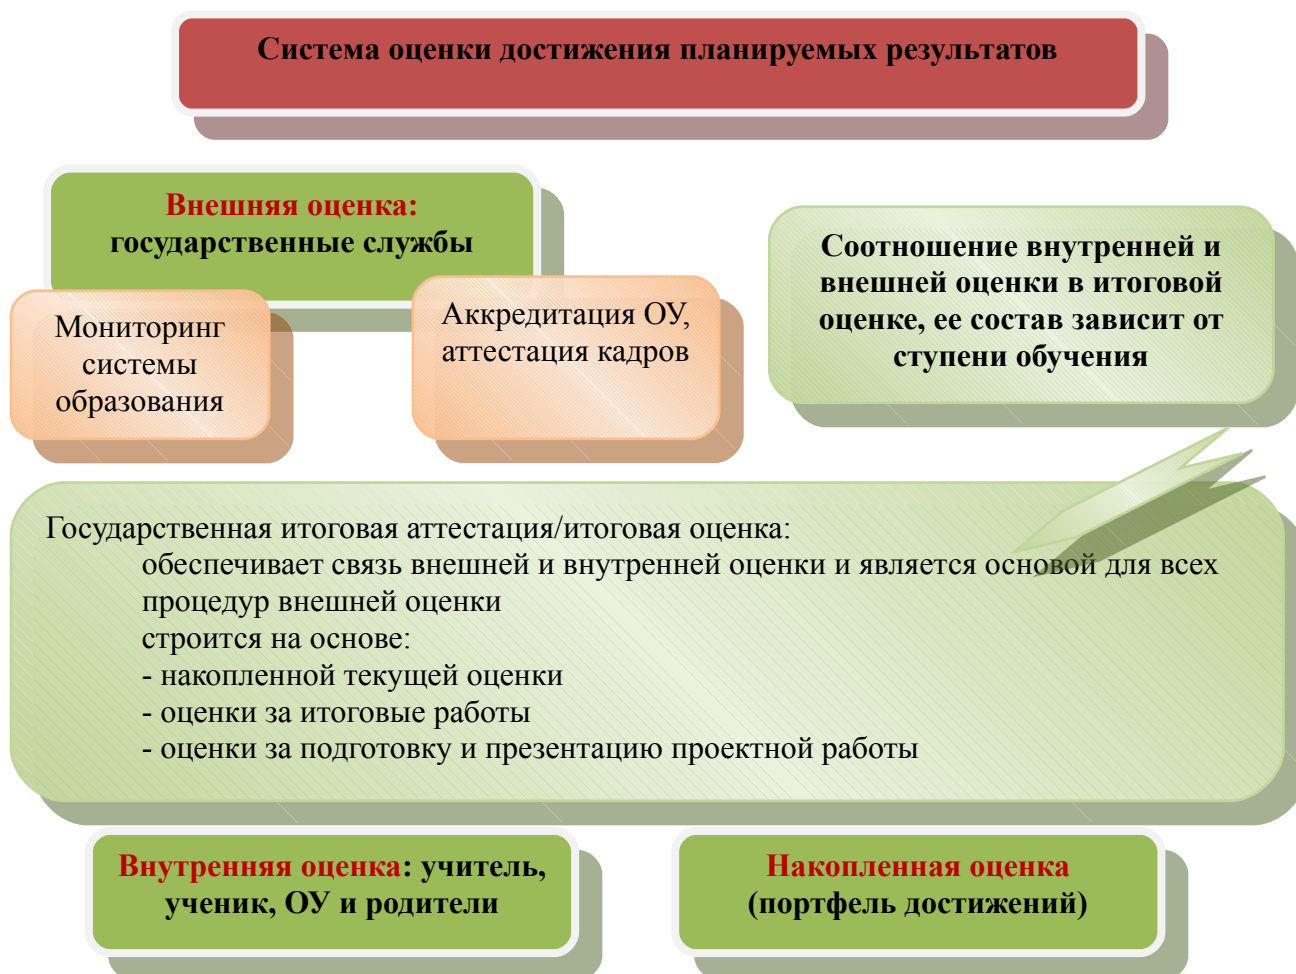 Система оценки достижения планируемых результатов
Внешняя оценка:
государственные службы
Мониторинг
системы
образования
Аккредитация ОУ,
аттестация кадров
Соотношение внутренней и
внешней оценки в итоговой
оценке, ее состав зависит от
ступени обучения
Государственная итоговая аттестация/итоговая оценка:
обеспечивает связь внешней и внутренней оценки и является основой для всех
процедур внешней оценки
строится на основе:
- накопленной текущей оценки
- оценки за итоговые работы
- оценки за подготовку и презентацию проектной работы
Внутренняя оценка: учитель,
ученик, ОУ и родители
Накопленная оценка
(портфель достижений)